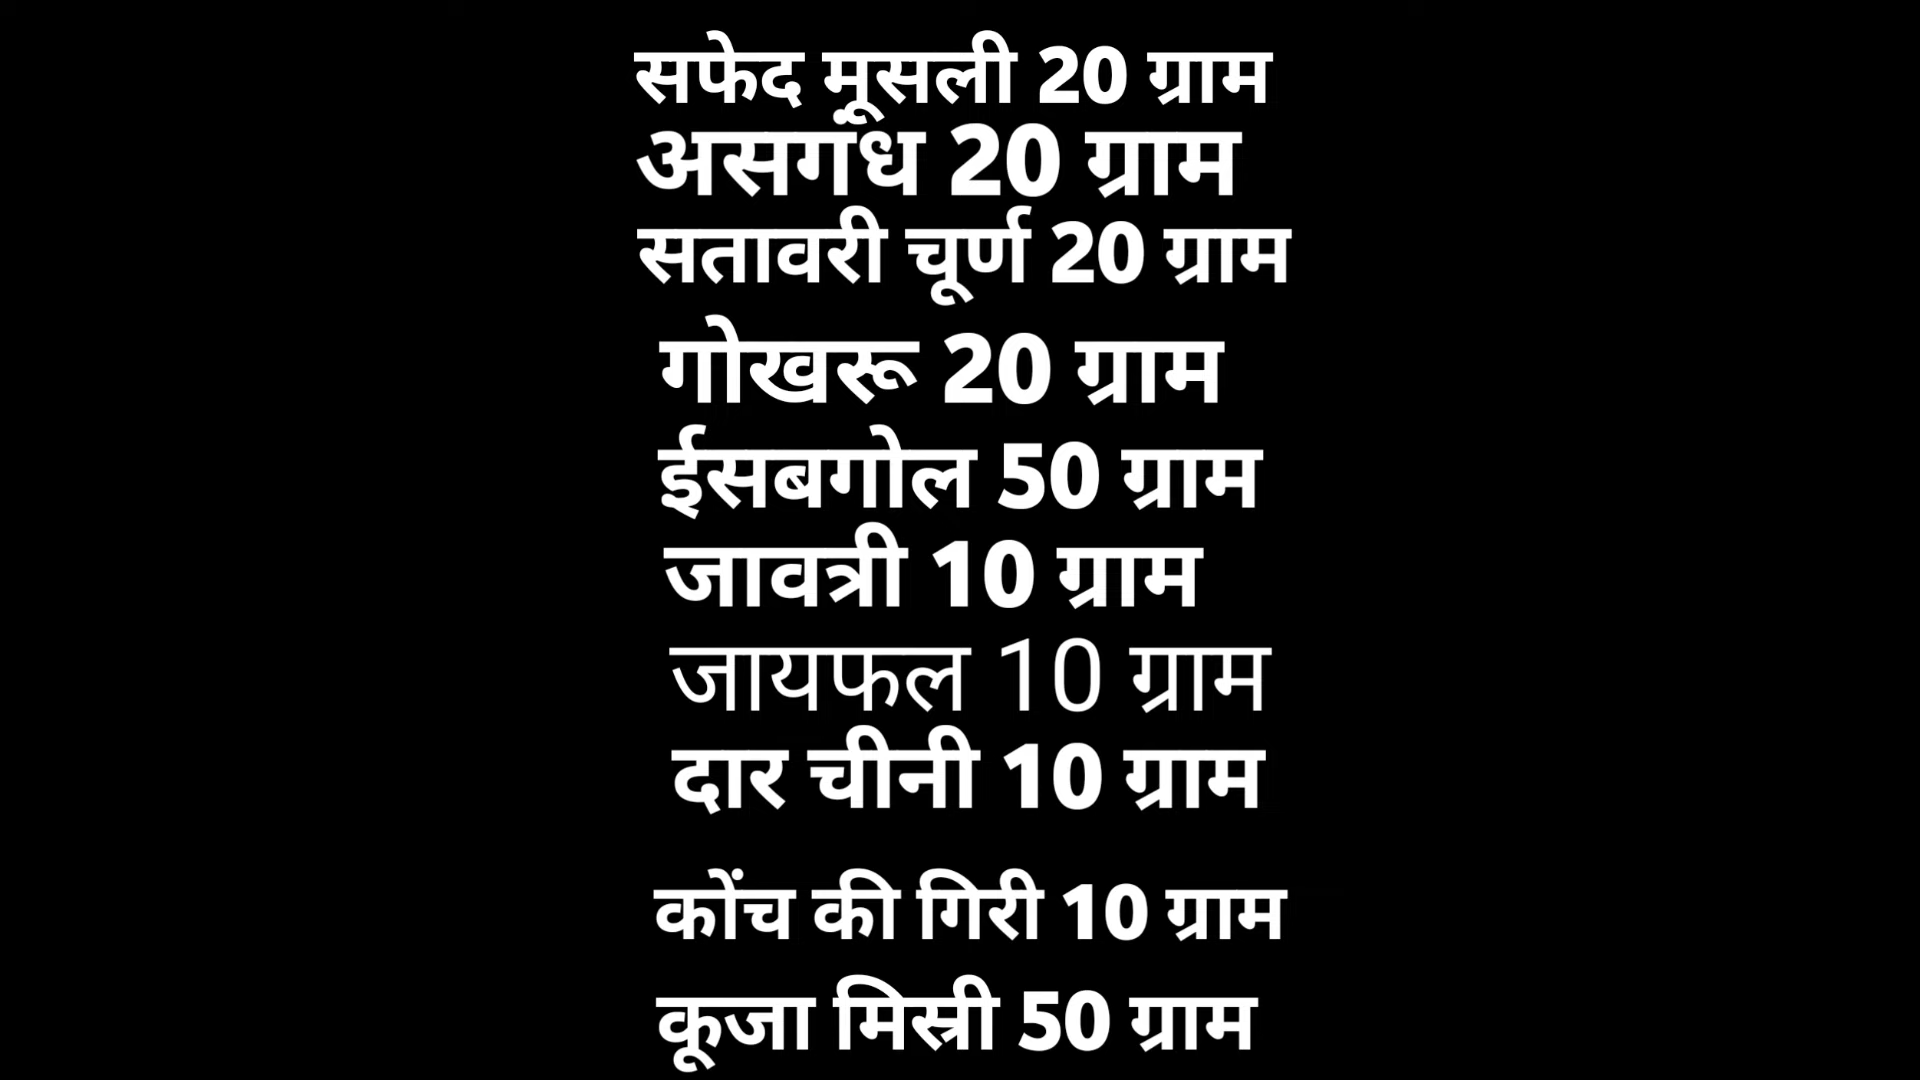 सफेद मूसली 20 ग्राम
असगंध 20 ग्राम
सतावरी चूर्ण 20 ग्राम
गोखरू 20 ग्राम
ईसबगोल 50 ग्राम
जावत्री 10 ग्राम
जायफल 10 ग्राम
दार चीनी 10 ग्राम
कोंच की गिरी 10 ग्राम
कूजा मिस्री 50 ग्राम